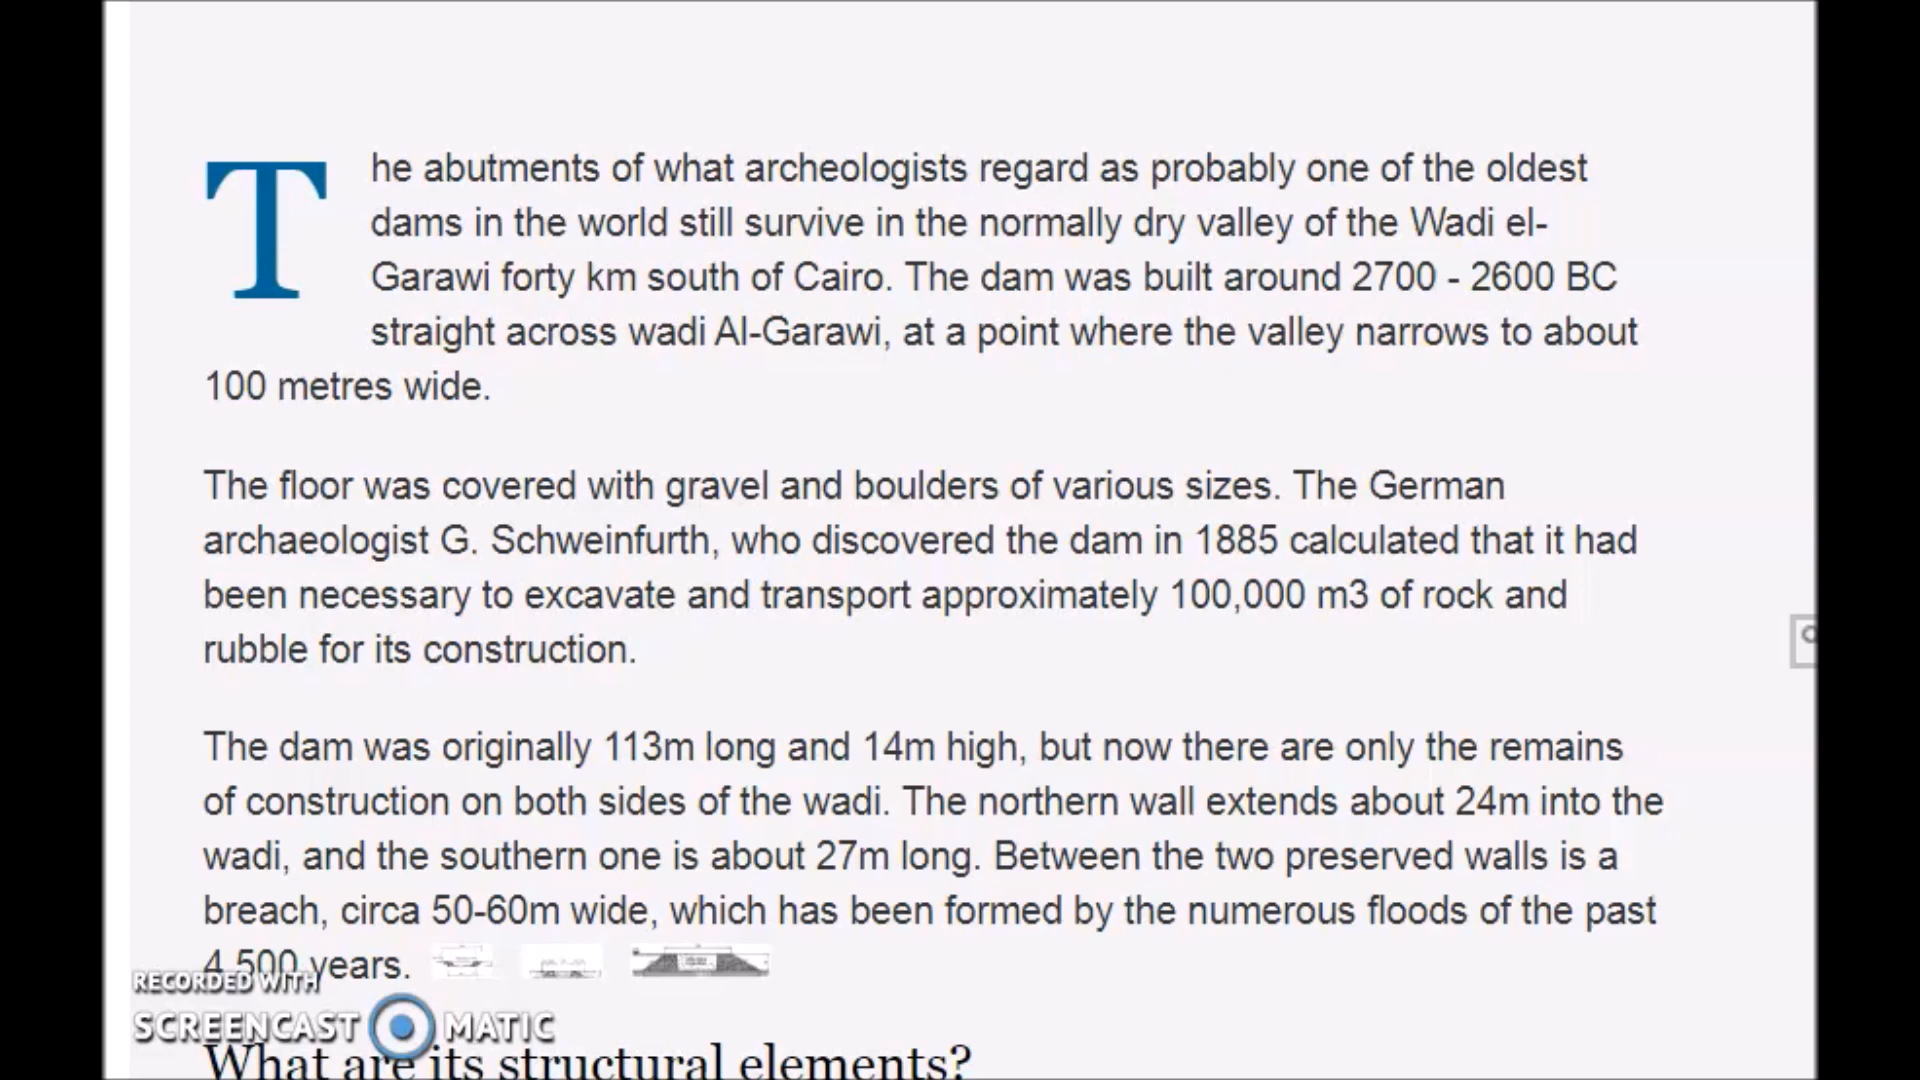 The abutments of what archeologists regard as probably one of the oldest
dams in the world still survive in the normally dry valley of the Wadi el-
Garawi forty km south of Cairo. The dam was built around 2700 - 2600 BC
straight across wadi Al-Garawi, at a point where the valley narrows to about
100 metres wide.
The floor was covered with gravel and boulders of various sizes. The German
archaeologist G. Schweinfurth, who discovered the dam in 1885 calculated that it had
been necessary to excavate and transport approximately 100,000 m3 of rock and
rubble for its construction.
The dam was originally 113m long and 14m high, but now there are only the remains
of construction on both sides of the wadi. The northern wall extends about 24m into the
wadi, and the southern one is about 27m long. Between the two preserved walls is a
breach, circa 50-60m wide, which has been formed by the numerous floods of the past
4,500 years.
RECORDED WITH
SCREENCAST MATIC
What are its structural elements?